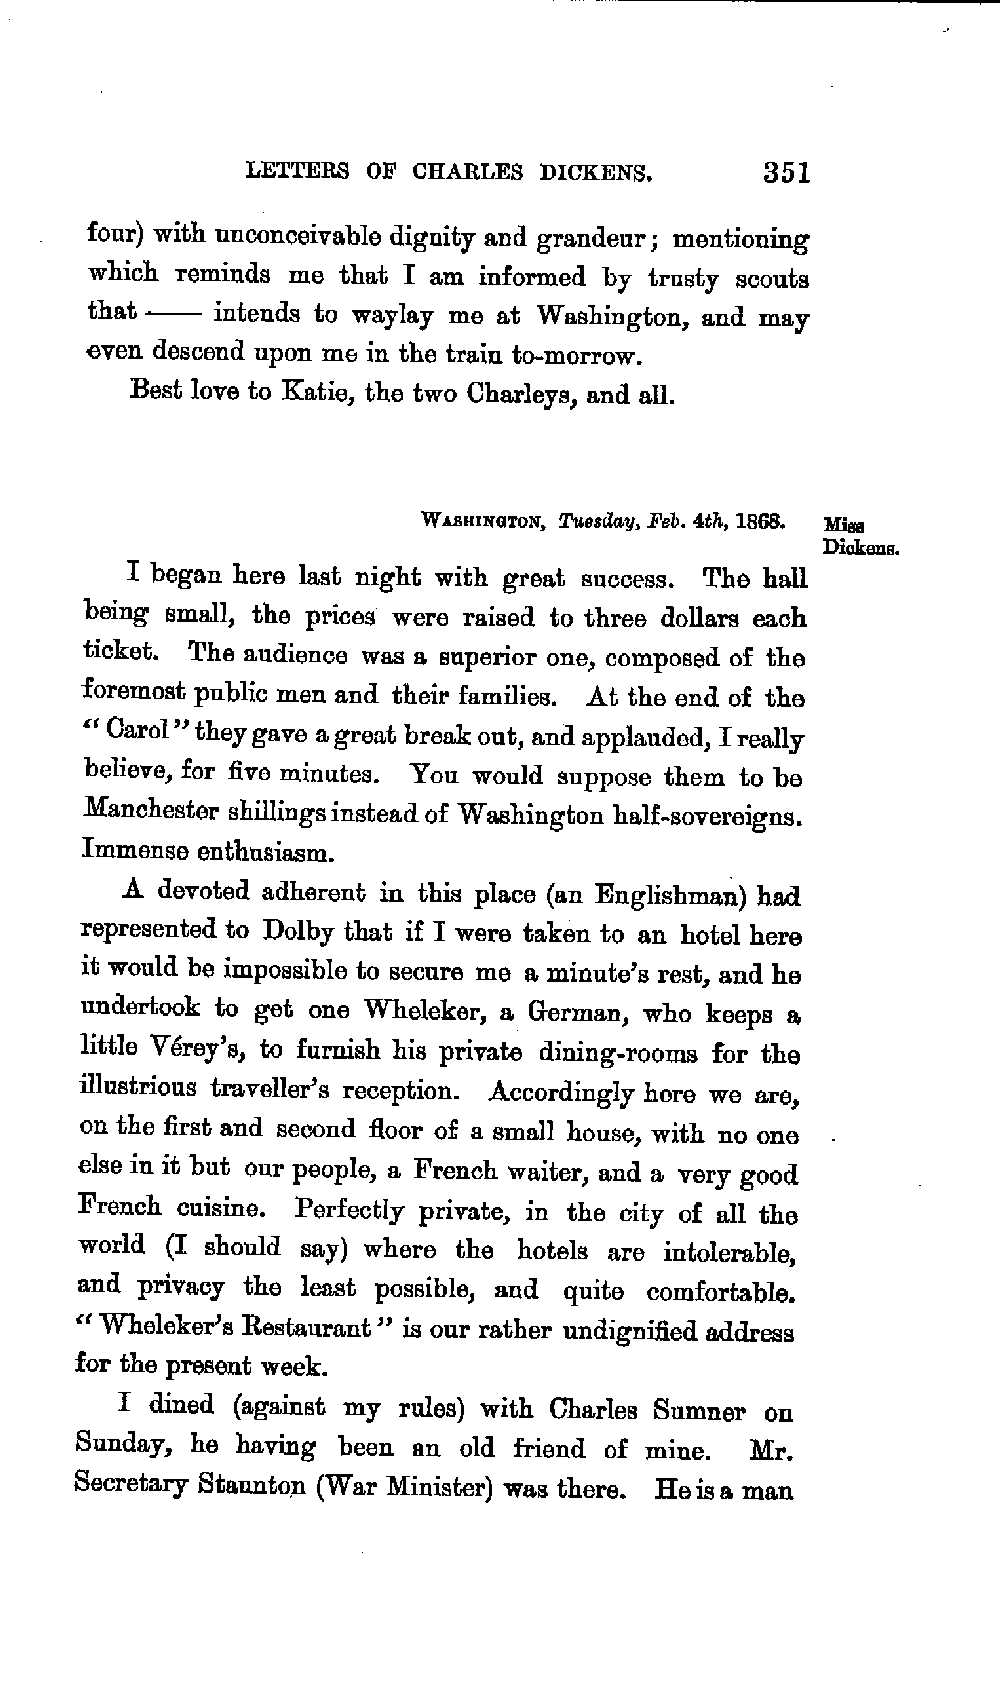 LETTERS OF CHARLES DICKENS. 351
four) with unconceivable dignity and grandeur; mentioning
which reminds me that I am informed by trusty scouts
that —— intends to waylay me at Washington, and may
even descend upon me in the train to-morrow.
Best love to Katie, the two Charleys, and all.
WASHINGTON, Tuesday, Feb. 4th, 1868.
Miss
Dickens.
I began here last night with great success. The hall
being small, the prices were raised to three dollars each
ticket. The audience was a superior one, composed of the
foremost public men and their families. At the end of the
“Carol” they gave a great break out, and applauded, I really
believe, for five minutes. You would suppose them to be
Manchester shillings instead of Washington half-sovereigns.
Immense enthusiasm.
A devoted adherent in this place (an Englishman) had
represented to Dolby that if I were taken to an hotel here
it would be impossible to secure me a minute’s rest, and he
undertook to get one Wheleker, a German, who keeps a
little Vérey’s, to furnish his private dining-rooms for the
illustrious traveller’s reception. Accordingly here we are,
on the first and second floor of a small house, with no one
else in it but our people, a French waiter, and a very good
French cuisine. Perfectly private, in the city of all the
world (I should say) where the hotels are intolerable,
and privacy the least possible, and quite comfortable.
“Wheleker’s Restaurant” is our rather undignified address
for the present week.
I dined (against my rules) with Charles Sumner on
Sunday, he having been an old friend of mine. Mr.
Secretary Staunton (War Minister) was there. He is a man